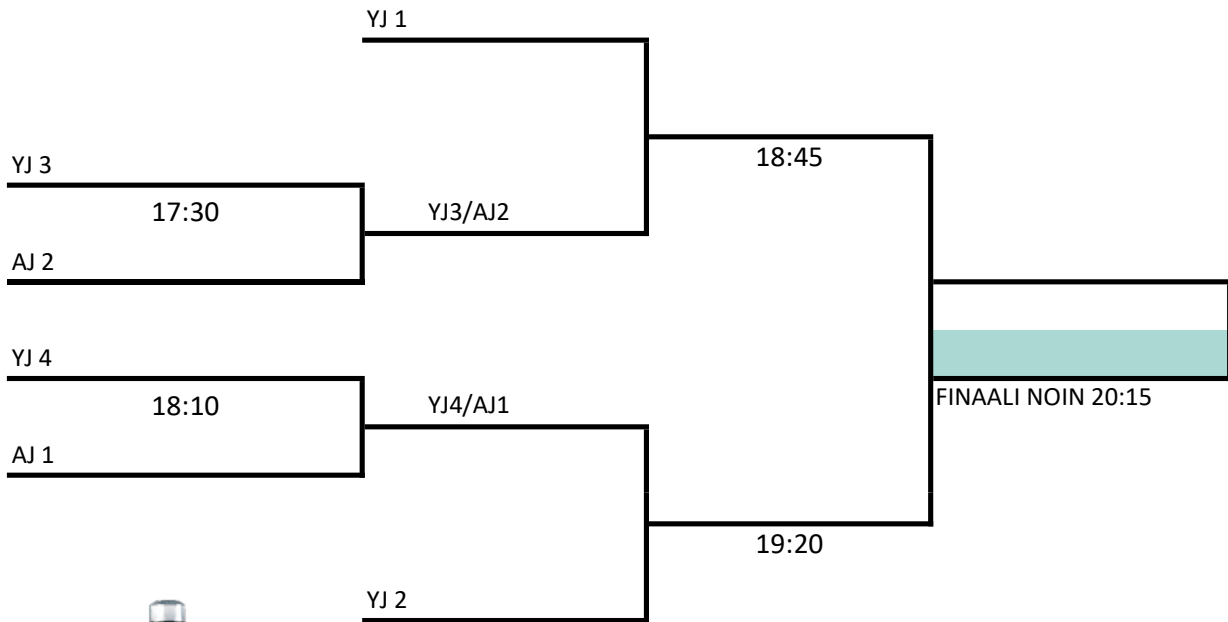 YJ 1
18:45
YJ 3
17:30
YJ3/AJ2
AJ 2
YJ 4
18:10
YJ4/AJ1
FINAALI NOIN 20:15
AJ 1
19:20
YJ 2